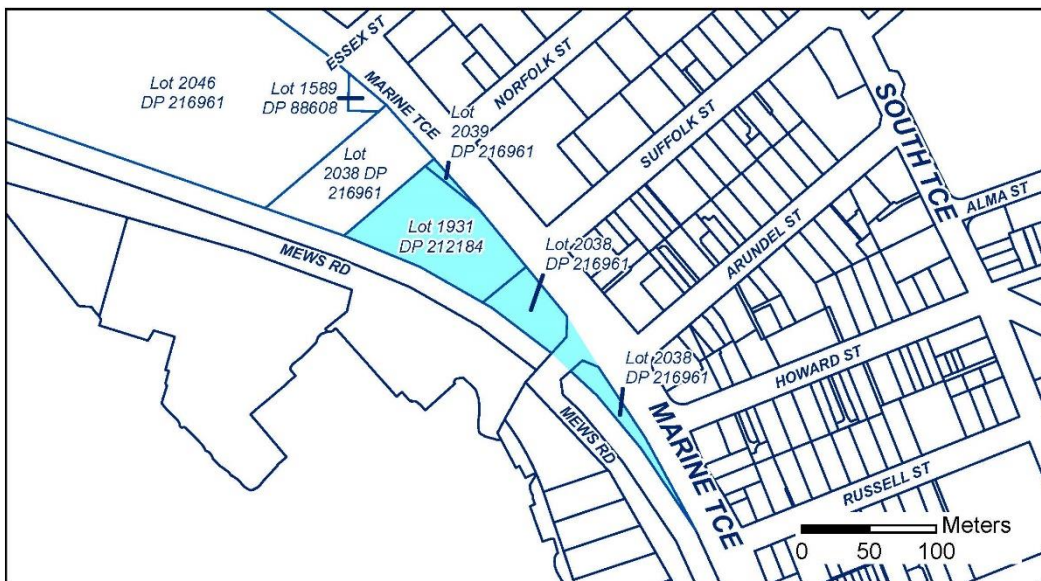 ESSEX ST
MARINE TCE
NORFOLK ST
SUFFOLK ST
SOUTH TCE
ALMA ST
Lot 2046
DP 216961
Lot 1589
DP 88608
Lot
2039
DP 216961
Lot
2038 DP
216961
Lot 1931
DP 212184
Lot 2038
DP 216961
ARUNDEL ST
MEWS RD
Lot 2038
DP 216961
HOWARD ST
MEWS RD
MARINE TCE
RUSSELL ST
Meters
0 50 100